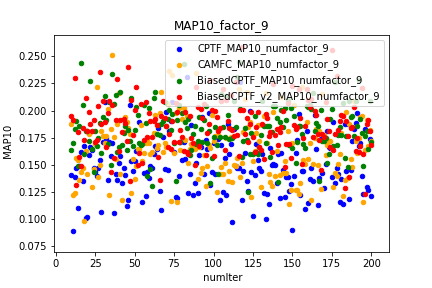 MAP10_factor_9
CPTF_MAP10_numfactor_9
CAMFC_MAP10_numfactor_9
BiasedCPTF_MAP10_numfactor_9
BiasedCPTF_v2_MAP10_numfactor_9
MAP10
0.250
0.225
0.200
0.175
0.150
0.125
0.100
0.075
0 25 50 75 100 125 150 175 200
numIter